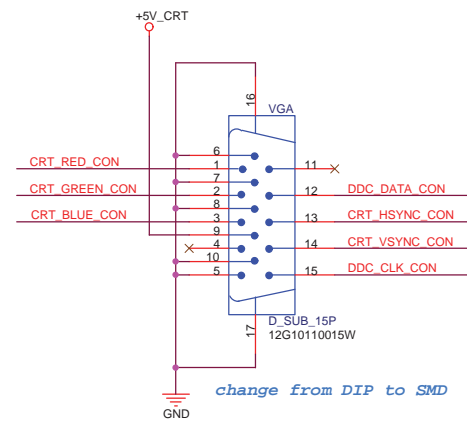 +5V_CRT
16
VGA
6
CRT_RED_CON
1
11
7
CRT_GREEN_CON
2
12
DDC_DATA_CON
8
CRT_BLUE_CON
3
13
CRT_HSYNC_CON
9
4
14
CRT_VSYNC_CON
10
5
15
DDC_CLK_CON
17
D_SUB_15P
12G10110015W
change from DIP to SMD
GND